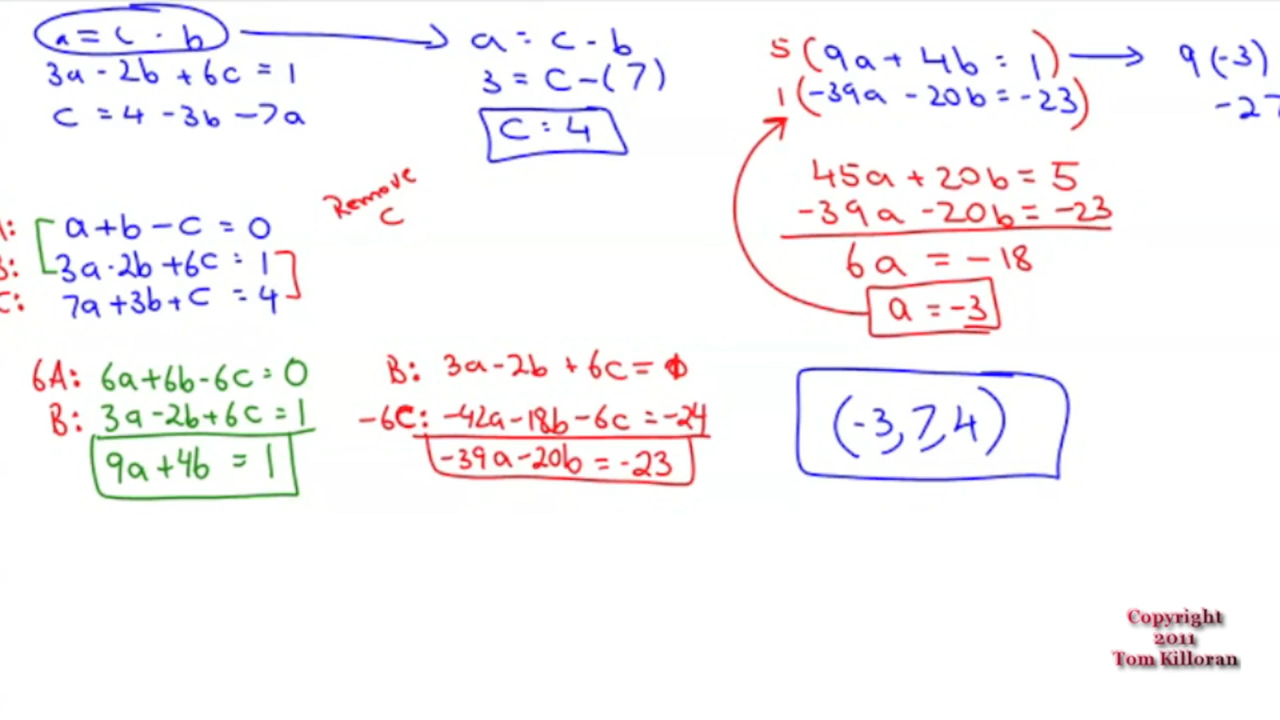 a = c - b
3a - 2b + 6c = 1
c = 4 - 3b - 7a
a = c - b
3 = c - (7)
c = 4
5 (9a + 4b = 1)
1 (-39a - 20b = -23)
9 (-3)
-27
45a + 20b = 5
-39a - 20b = -23
6a = -18
a = -3
Remove
c
a + b - c = 0
3a - 2b + 6c = 1
C: 7a + 3b + c = 4
6A: 6a + 6b - 6c = 0
B: 3a - 2b + 6c = 1
9a + 4b = 1
B: 3a - 2b + 6c =
-6C: -42a - 18b - 6c = -24
-39a - 20b = -23
(-3, 7, 4)
Copyright
2011
Tom Killoran